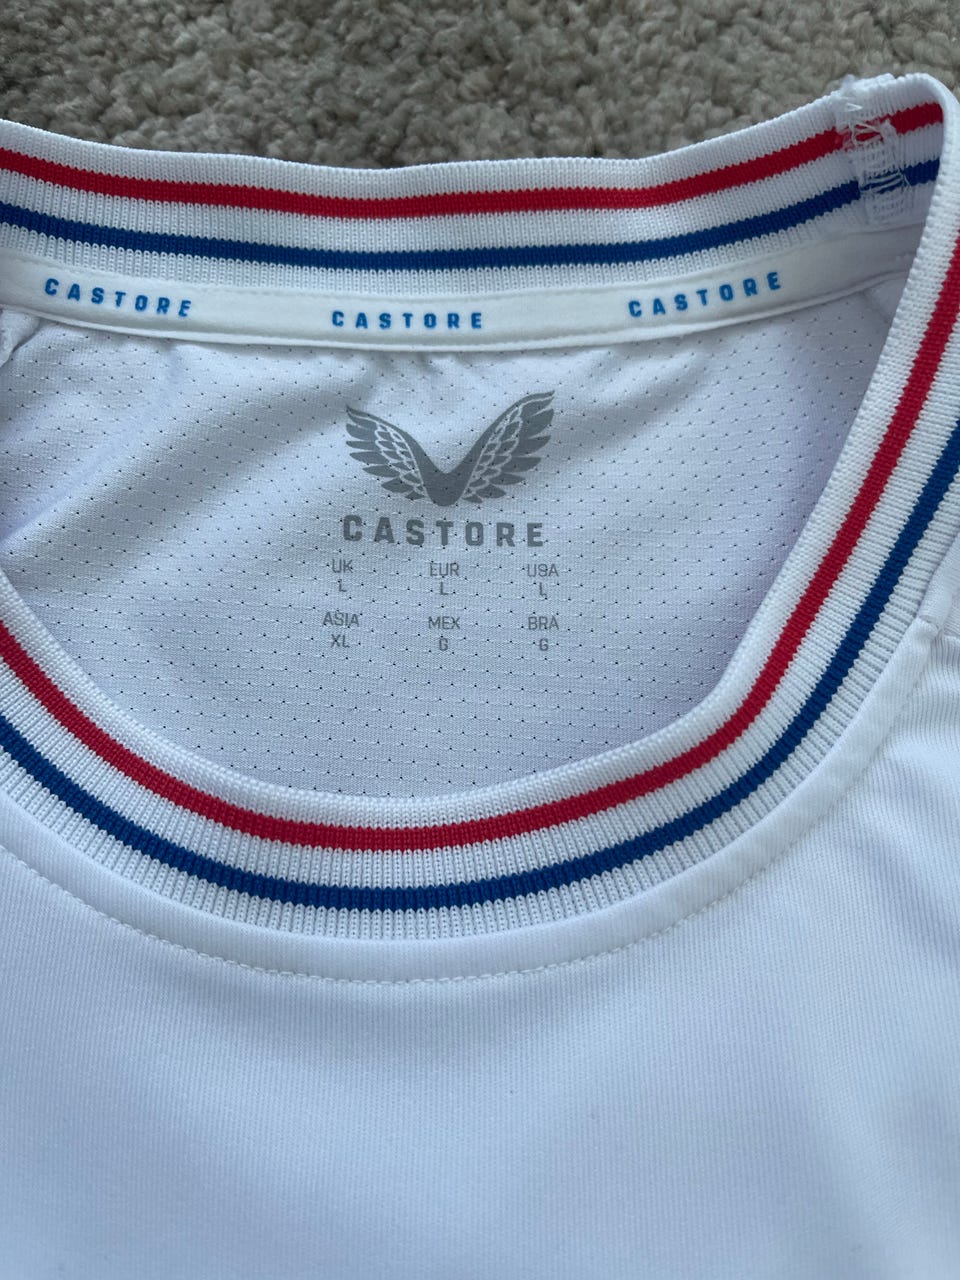 CASTORE CASTORE CASTORE
CASTORE
UK EUR USA
L L L
ASIA MEX BRA
XL G G